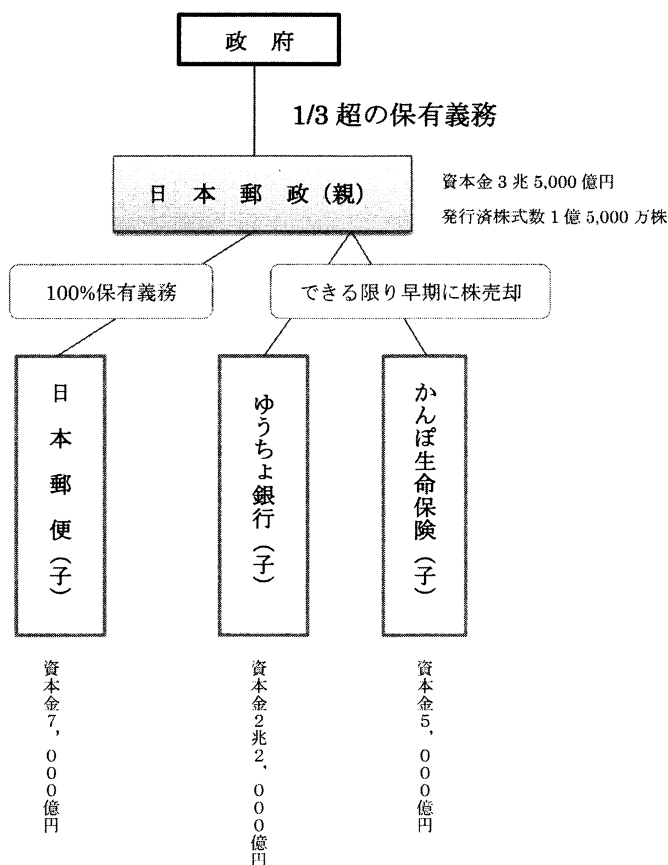 政 府
1/3 超の保有義務
日 本 郵 政 (親)
資本金 3 兆 5,000 億円
発行済株式数 1 億 5,000 万株
100%保有義務
できる限り早期に株売却
日本郵便(子)
ゆうちょ銀行(子)
かんぽ生命保険(子)
資本金7,000億円
資本金2兆2,000億円
資本金5,000億円